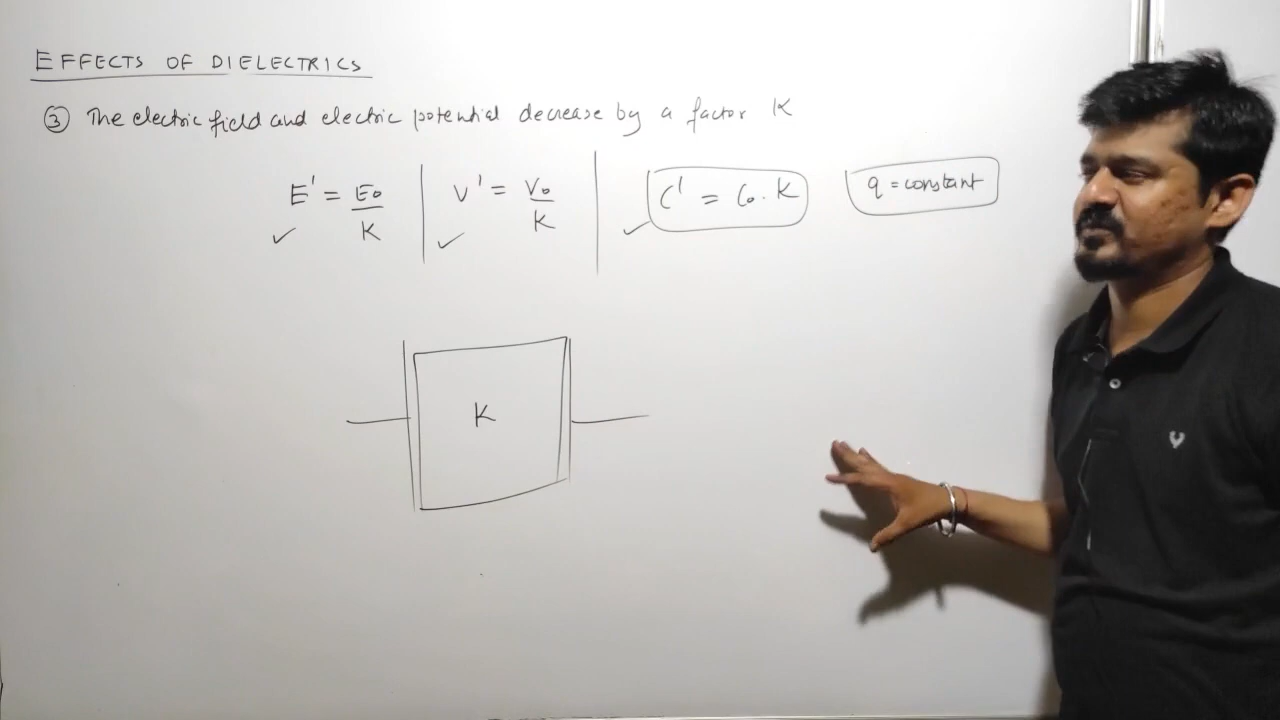 EFFECTS OF DIELECTRICS
③ The electric field and electric potential decrease by a factor K
E' = E₀/K | V' = V₀/K | C' = C₀.K q = constant
K